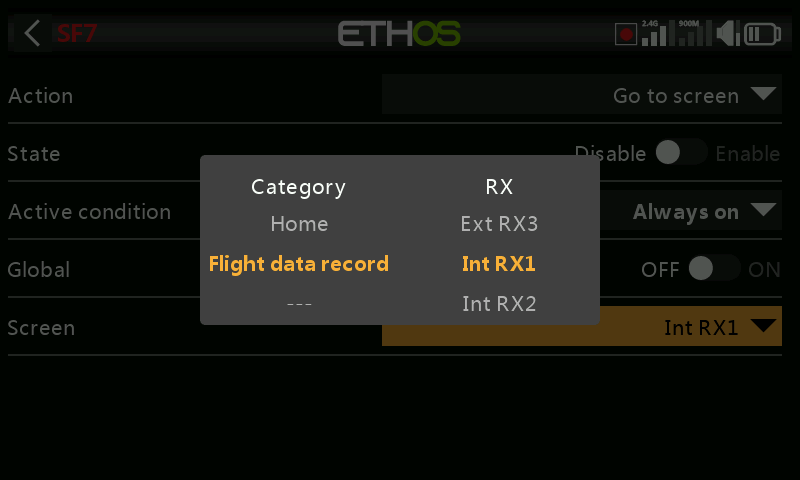 SF7 ETHOS 2.4G 900M
Action Go to screen
State Disable Enable
Category RX
Active condition Always on
Home Ext RX3
Flight data record Int RX1
Global OFF ON
--- Int RX2
Screen Int RX1